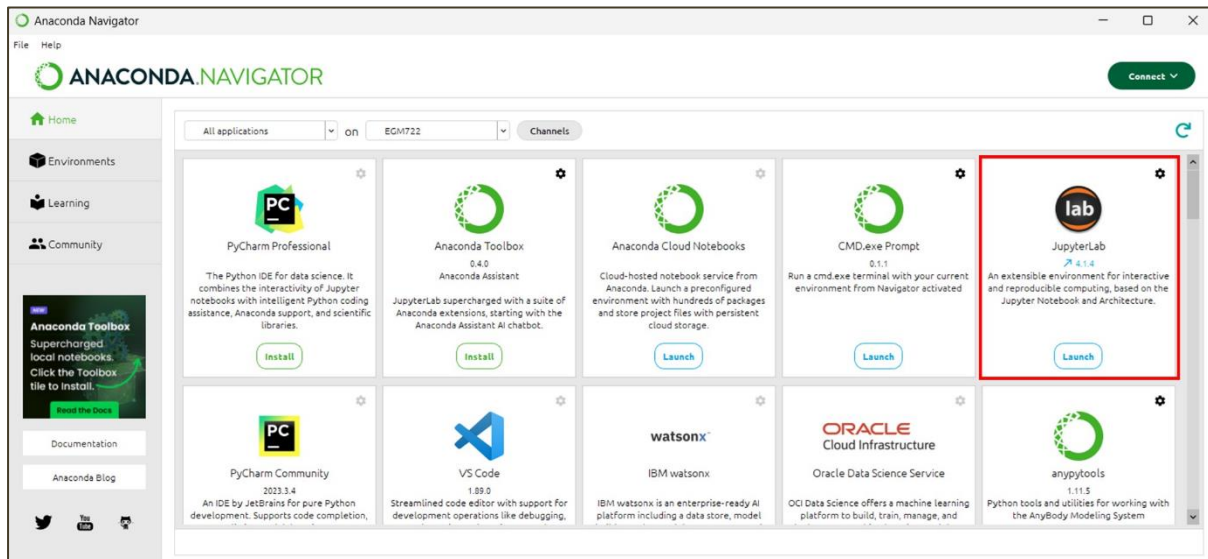 Anaconda Navigator
File Help
ANACONDA.NAVIGATOR
Connect
Home
Environments
Learning
Community
NEW
Anaconda Toolbox
Supercharged
local notebooks.
Click the Toolbox
tile to Install.
Read the Docs
Documentation
Anaconda Blog
You
Tube
All applications on EGM722 Channels
PC
PyCharm Professional
The Python IDE for data science. It
combines the interactivity of Jupyter
notebooks with intelligent Python coding
assistance, Anaconda support, and scientific
libraries.
Install
Anaconda Toolbox
0.4.0
Anaconda Assistant
JupyterLab supercharged with a suite of
Anaconda extensions, starting with the
Anaconda Assistant AI chatbot.
Install
Anaconda Cloud Notebooks
Cloud-hosted notebook service from
Anaconda. Launch a preconfigured
environment with hundreds of packages
and store project files with persistent
cloud storage.
Launch
CMD.exe Prompt
0.1.1
Run a cmd.exe terminal with your current
environment from Navigator activated
Launch
lab
JupyterLab
4.1.4
An extensible environment for interactive
and reproducible computing, based on the
Jupyter Notebook and Architecture.
Launch
PC
PyCharm Community
2023.3.4
An IDE by JetBrains for pure Python
development. Supports code completion,
VS Code
1.89.0
Streamlined code editor with support for
development operations like debugging,
watsonx
IBM watsonx
IBM watsonx is an enterprise-ready AI
platform including a data store, model
ORACLE
Cloud Infrastructure
Oracle Data Science Service
OCI Data Science offers a machine learning
platform to build, train, manage, and
anypytools
1.11.5
Python tools and utilities for working with
the AnyBody Modeling System